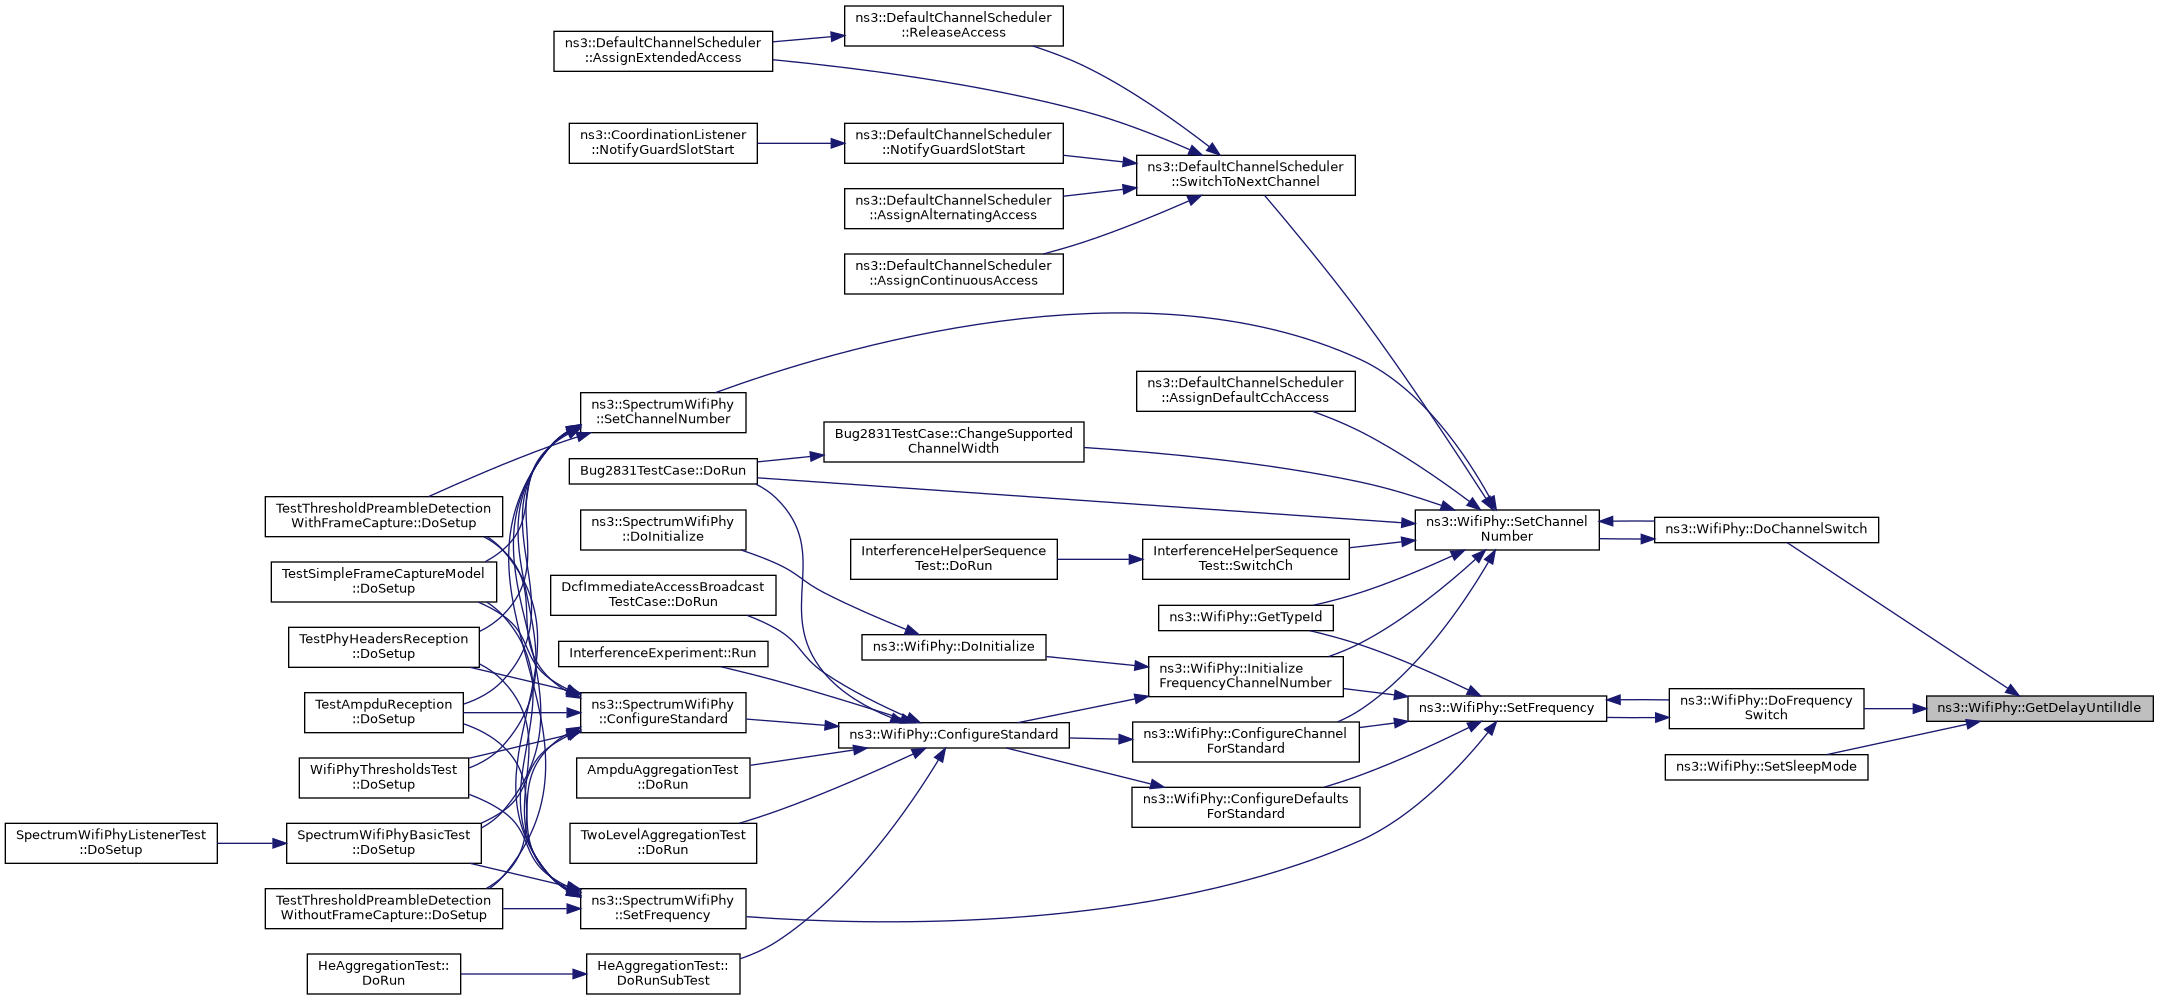 ns3::DefaultChannelScheduler
::ReleaseAccess
ns3::DefaultChannelScheduler
::AssignExtendedAccess
ns3::CoordinationListener
::NotifyGuardSlotStart
ns3::DefaultChannelScheduler
::NotifyGuardSlotStart
ns3::DefaultChannelScheduler
::SwitchToNextChannel
ns3::DefaultChannelScheduler
::AssignAlternatingAccess
ns3::DefaultChannelScheduler
::AssignContinuousAccess
ns3::DefaultChannelScheduler
::AssignDefaultCchAccess
ns3::SpectrumWifiPhy
::SetChannelNumber
Bug2831TestCase::ChangeSupported
ChannelWidth
Bug2831TestCase::DoRun
TestThresholdPreambleDetection
WithFrameCapture::DoSetup
ns3::SpectrumWifiPhy
::DoInitialize
ns3::WifiPhy::SetChannel
Number
ns3::WifiPhy::DoChannelSwitch
InterferenceHelperSequence
Test::DoRun
InterferenceHelperSequence
Test::SwitchCh
TestSimpleFrameCaptureModel
::DoSetup
DcfImmediateAccessBroadcast
TestCase::DoRun
ns3::WifiPhy::GetTypeId
TestPhyHeadersReception
::DoSetup
InterferenceExperiment::Run
ns3::WifiPhy::DoInitialize
ns3::WifiPhy::Initialize
FrequencyChannelNumber
TestAmpduReception
::DoSetup
ns3::SpectrumWifiPhy
::ConfigureStandard
ns3::WifiPhy::SetFrequency
ns3::WifiPhy::DoFrequency
Switch
ns3::WifiPhy::GetDelayUntilIdle
ns3::WifiPhy::ConfigureStandard
ns3::WifiPhy::ConfigureChannel
ForStandard
WifiPhyThresholdsTest
::DoSetup
AmpduAggregationTest
::DoRun
ns3::WifiPhy::SetSleepMode
ns3::WifiPhy::ConfigureDefaults
ForStandard
SpectrumWifiPhyListenerTest
::DoSetup
SpectrumWifiPhyBasicTest
::DoSetup
TwoLevelAggregationTest
::DoRun
TestThresholdPreambleDetection
WithoutFrameCapture::DoSetup
ns3::SpectrumWifiPhy
::SetFrequency
HeAggregationTest::
DoRun
HeAggregationTest::
DoRunSubTest